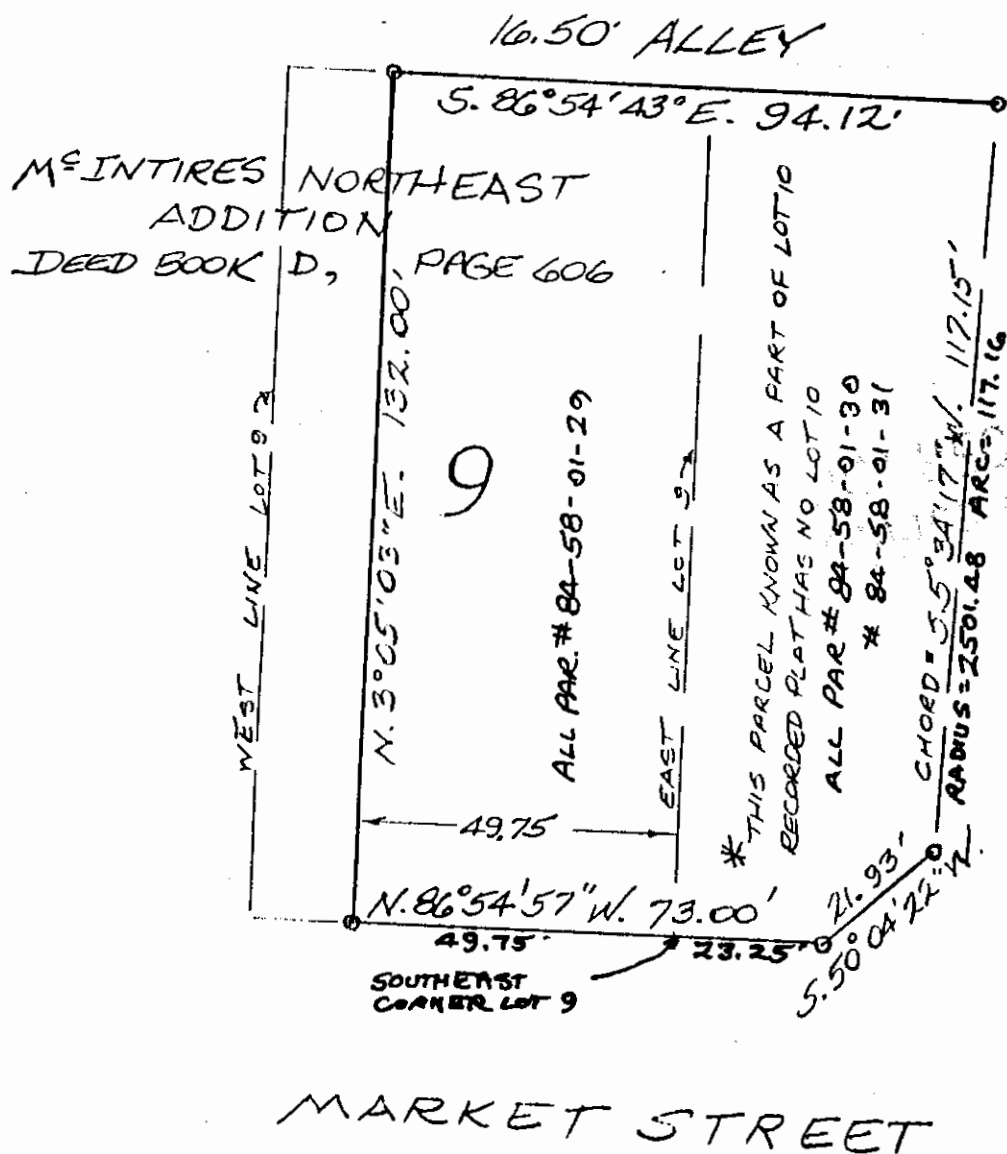 16.50' ALLEY
S. 86°54'43°E. 94.12'
McINTIRES NORTHEAST
ADDITION
DEED BOOK D, PAGE 606
WEST LINE LOT 9
N. 3°05'03"E. 132.00'
9
ALL PAR. # 84-58-01-29
EAST LINE LOT 9
* THIS PARCEL KNOWN AS A PART OF LOT 10
RECORDED PLAT HAS NO LOT 10
ALL PAR # 84-58-01-30
# 84-58-01-31
CHORD = S.5°34'17"W. 117.15'
RADIUS = 2501.48 ARC = 117.16
49.75
N. 86°54'57"W. 73.00'
49.75'
23.25'
21.93'
S. 50°04'22"W.
SOUTHEAST
CORNER LOT 9
MARKET STREET